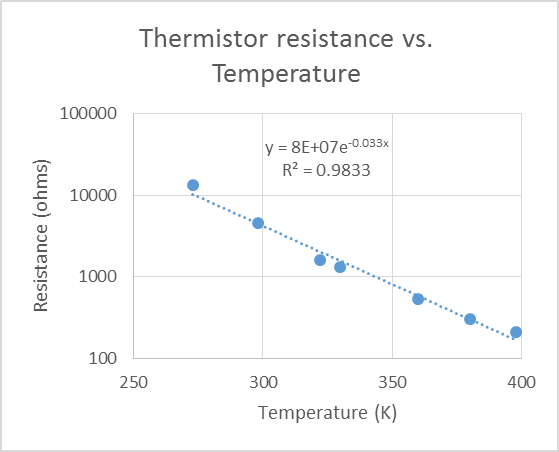 Thermistor resistance vs.
Temperature
100000
10000
1000
100
y = 8E+07e^-0.033x
R² = 0.9833
Resistance (ohms)
250
300
350
400
Temperature (K)